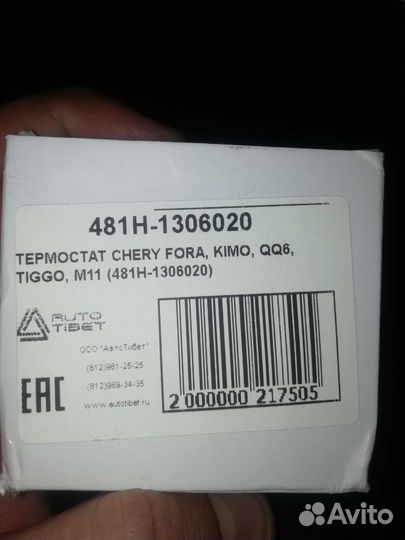 481H-1306020
ТЕРМОСТАТ CHERY FORA, KIMO, QQ6,
TIGGO, M11 (481H-1306020)
AUTO
TIBET
ООО "АвтоТибет"
(812)981-25-25
(812)989-34-35
www.autotibet.ru
EAC
2 000000 217505
Avito